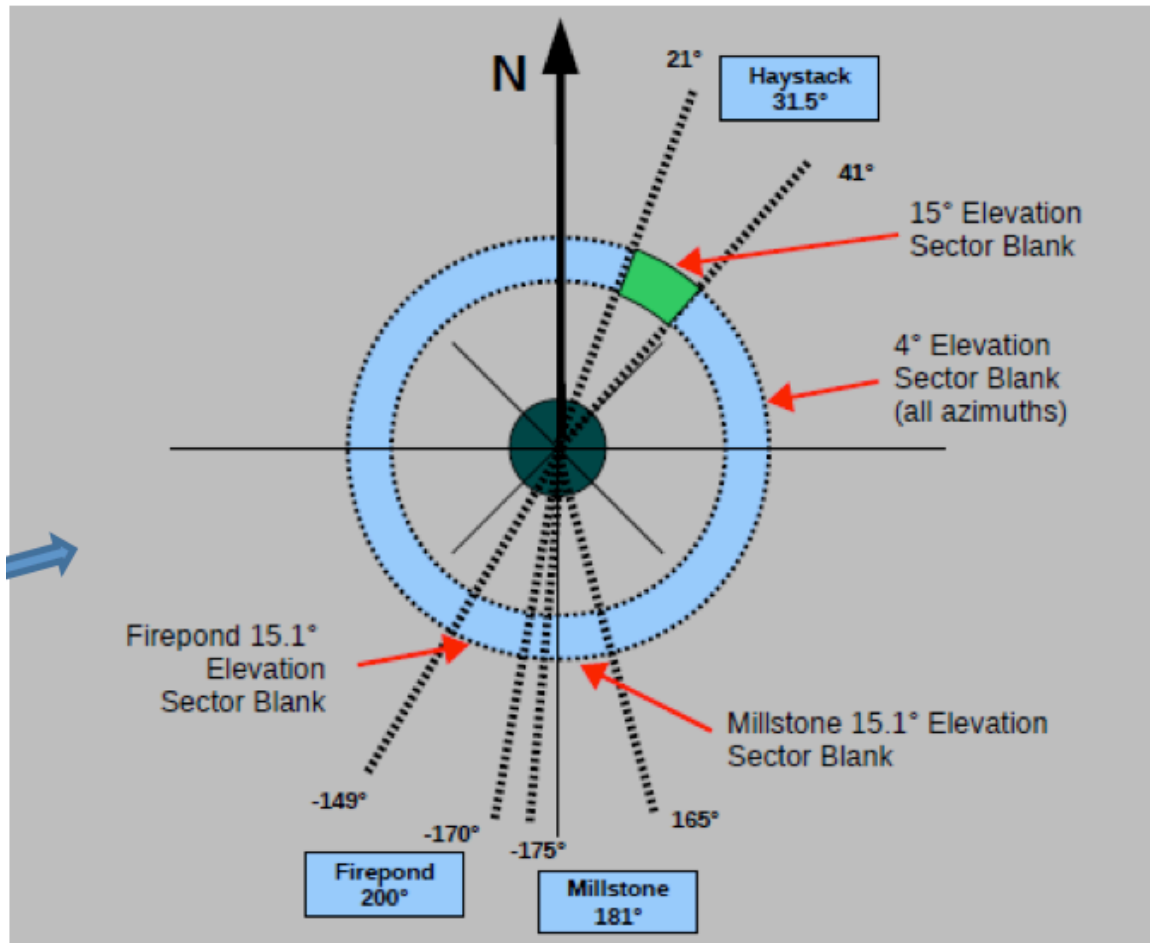 N
21°
Haystack
31.5°
41°
15° Elevation
Sector Blank
4° Elevation
Sector Blank
(all azimuths)
Firepond 15.1°
Elevation
Sector Blank
Millstone 15.1° Elevation
Sector Blank
-149°
-170°
-175°
165°
Firepond
200°
Millstone
181°